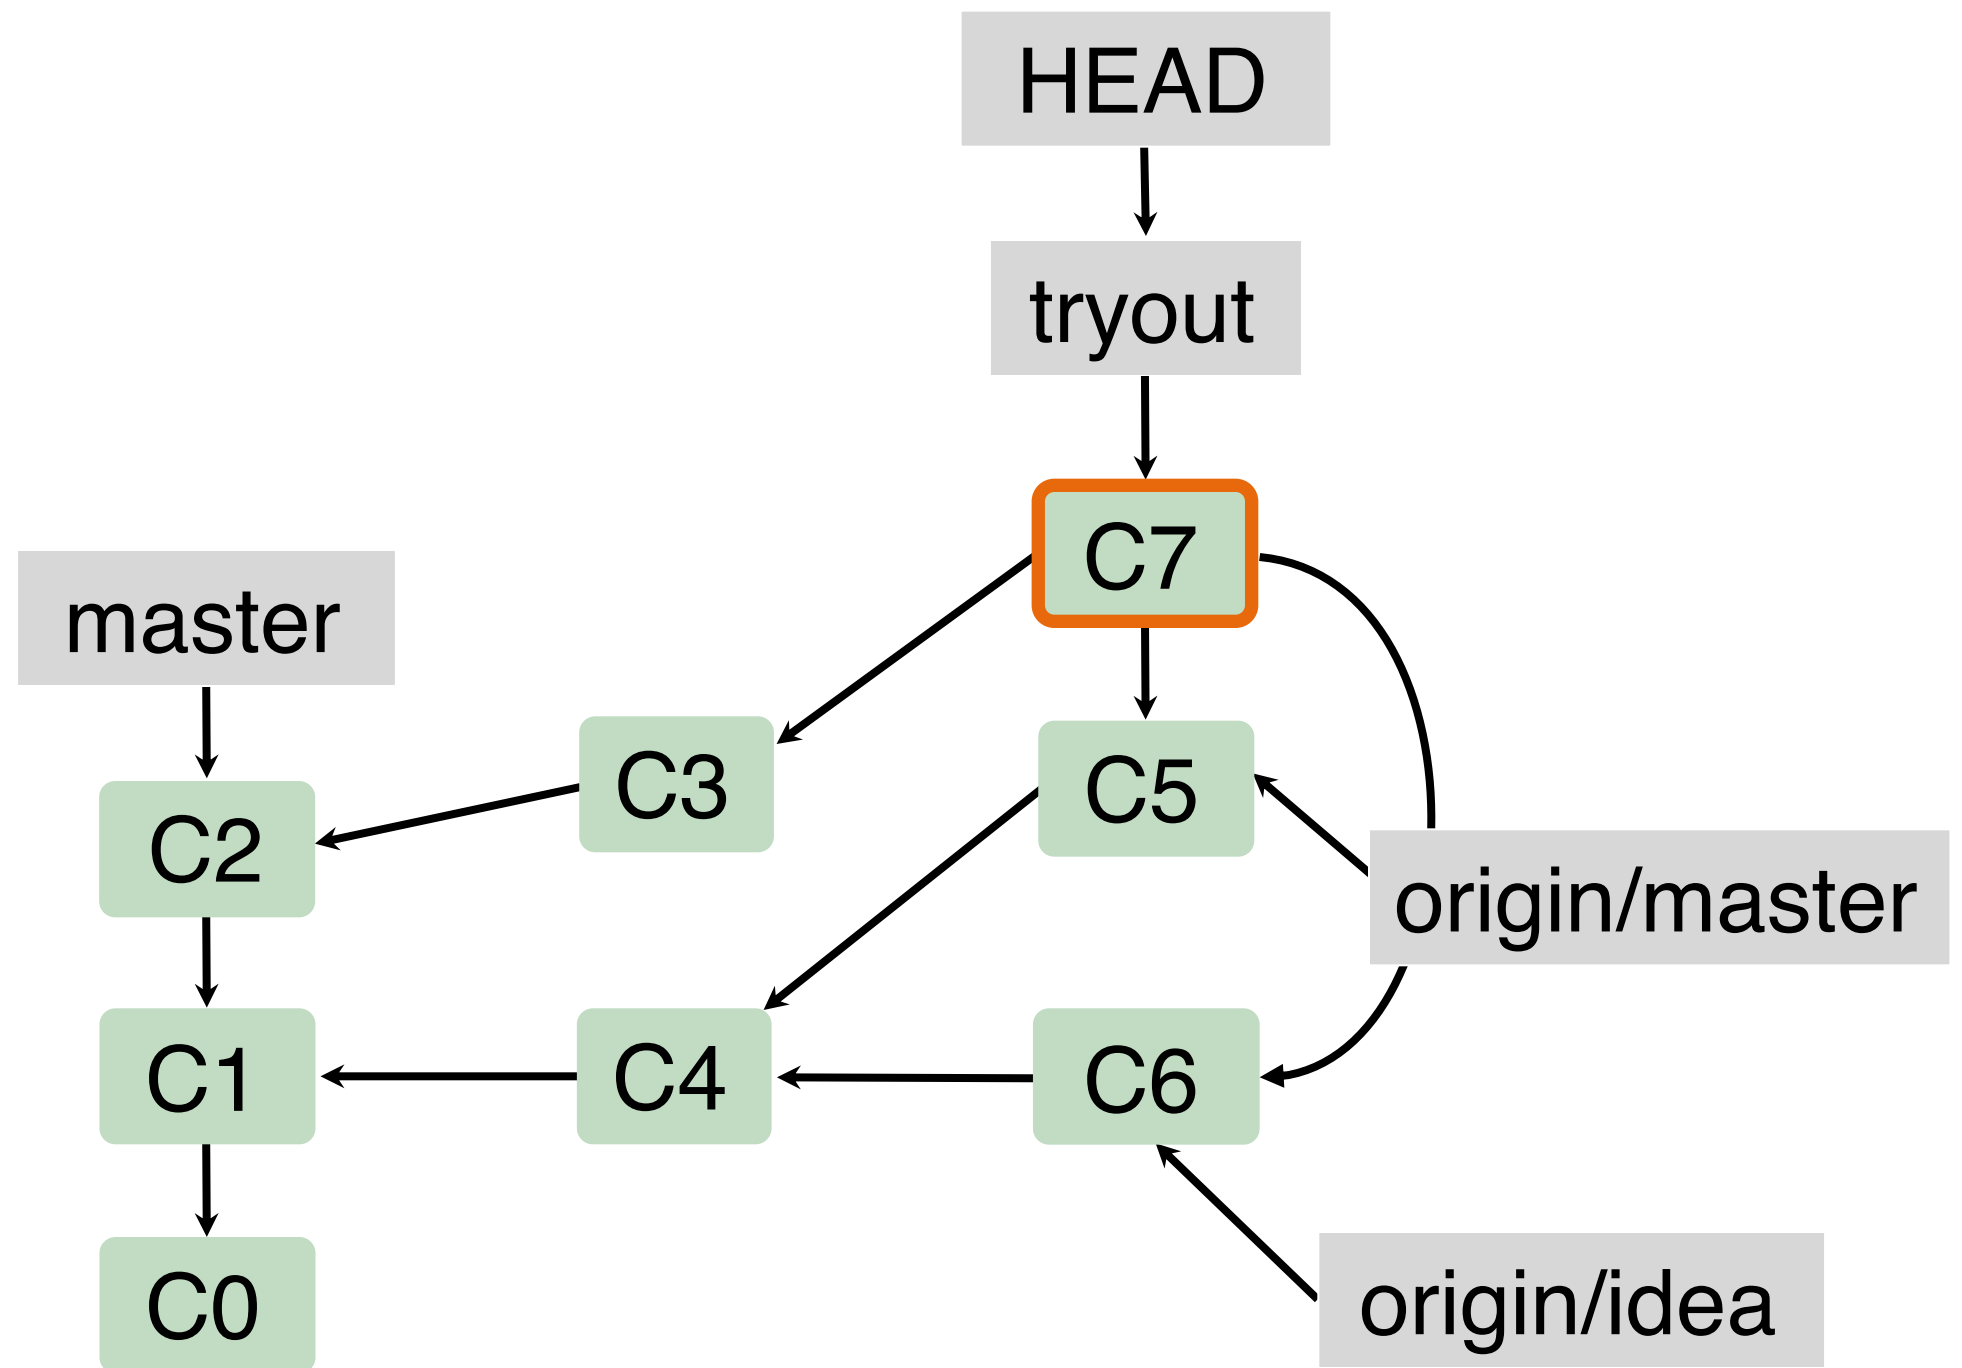 HEAD
tryout
C7
master
C3
C5
C2
origin/master
C1
C4
C6
C0
origin/idea